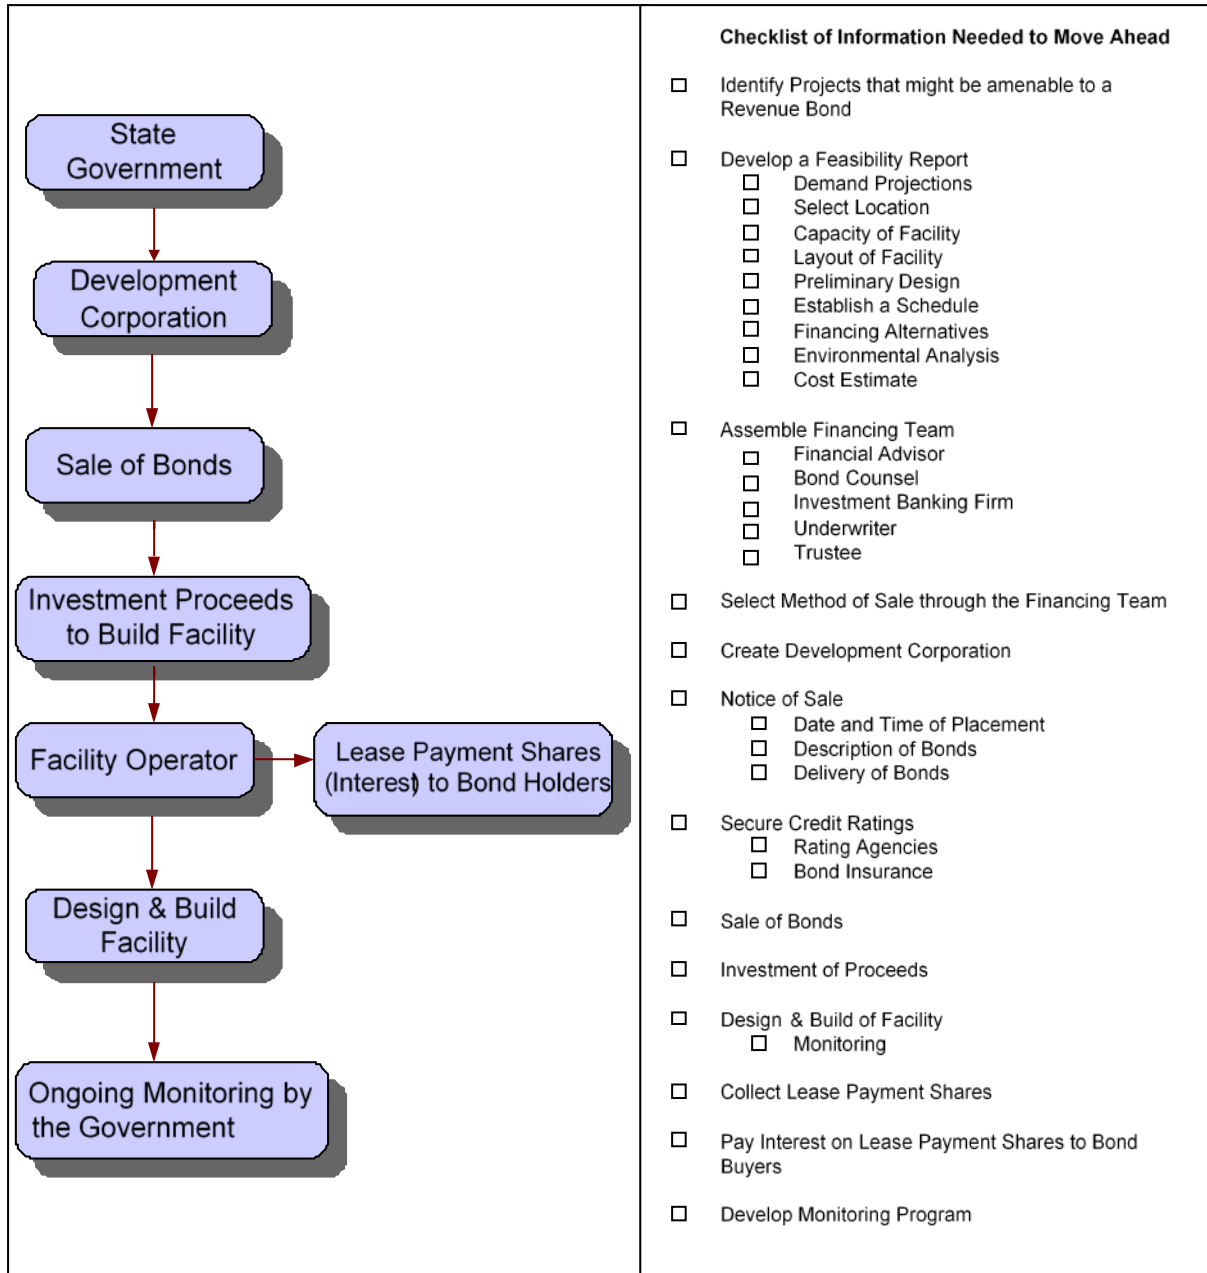 State
Government
Development
Corporation
Sale of Bonds
Investment Proceeds
to Build Facility
Facility Operator
Lease Payment Shares
(Interest) to Bond Holders
Design & Build
Facility
Ongoing Monitoring by
the Government
Checklist of Information Needed to Move Ahead
Identify Projects that might be amenable to a
Revenue Bond
Develop a Feasibility Report
Demand Projections
Select Location
Capacity of Facility
Layout of Facility
Preliminary Design
Establish a Schedule
Financing Alternatives
Environmental Analysis
Cost Estimate
Assemble Financing Team
Financial Advisor
Bond Counsel
Investment Banking Firm
Underwriter
Trustee
Select Method of Sale through the Financing Team
Create Development Corporation
Notice of Sale
Date and Time of Placement
Description of Bonds
Delivery of Bonds
Secure Credit Ratings
Rating Agencies
Bond Insurance
Sale of Bonds
Investment of Proceeds
Design & Build of Facility
Monitoring
Collect Lease Payment Shares
Pay Interest on Lease Payment Shares to Bond
Buyers
Develop Monitoring Program